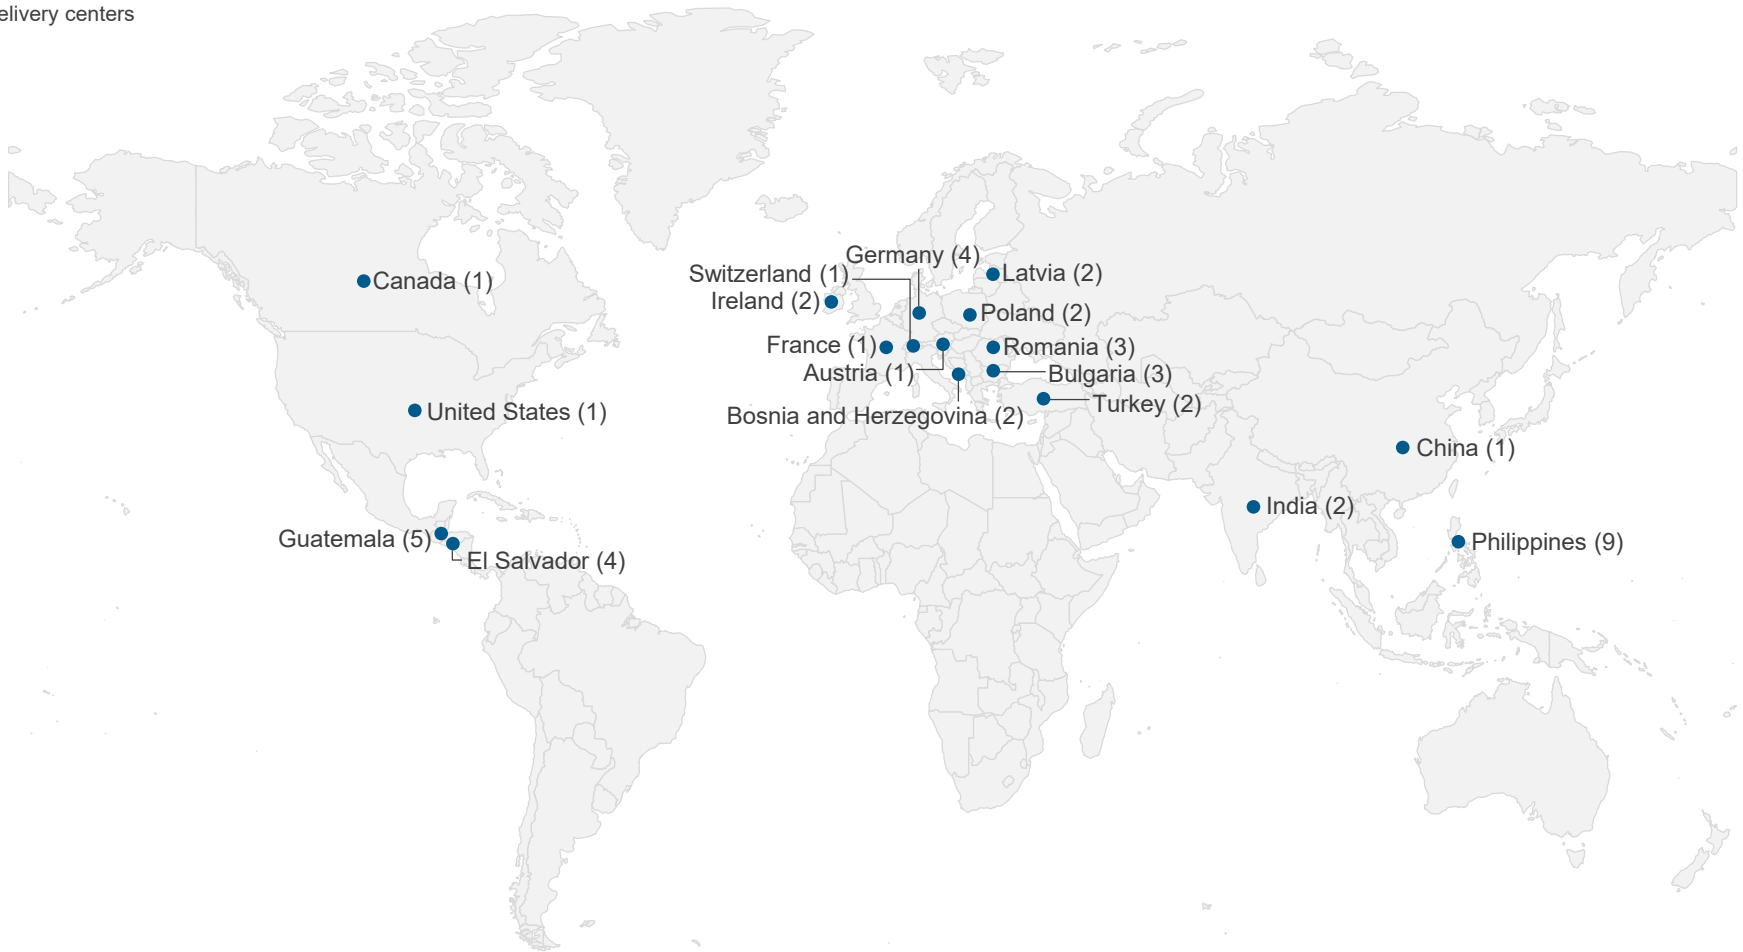 elivery centers
Germany (4)
Switzerland (1)
Latvia (2)
Canada (1)
Ireland (2)
Poland (2)
France (1)
Romania (3)
Austria (1)
Bulgaria (3)
Turkey (2)
United States (1)
Bosnia and Herzegovina (2)
China (1)
India (2)
Guatemala (5)
Philippines (9)
El Salvador (4)